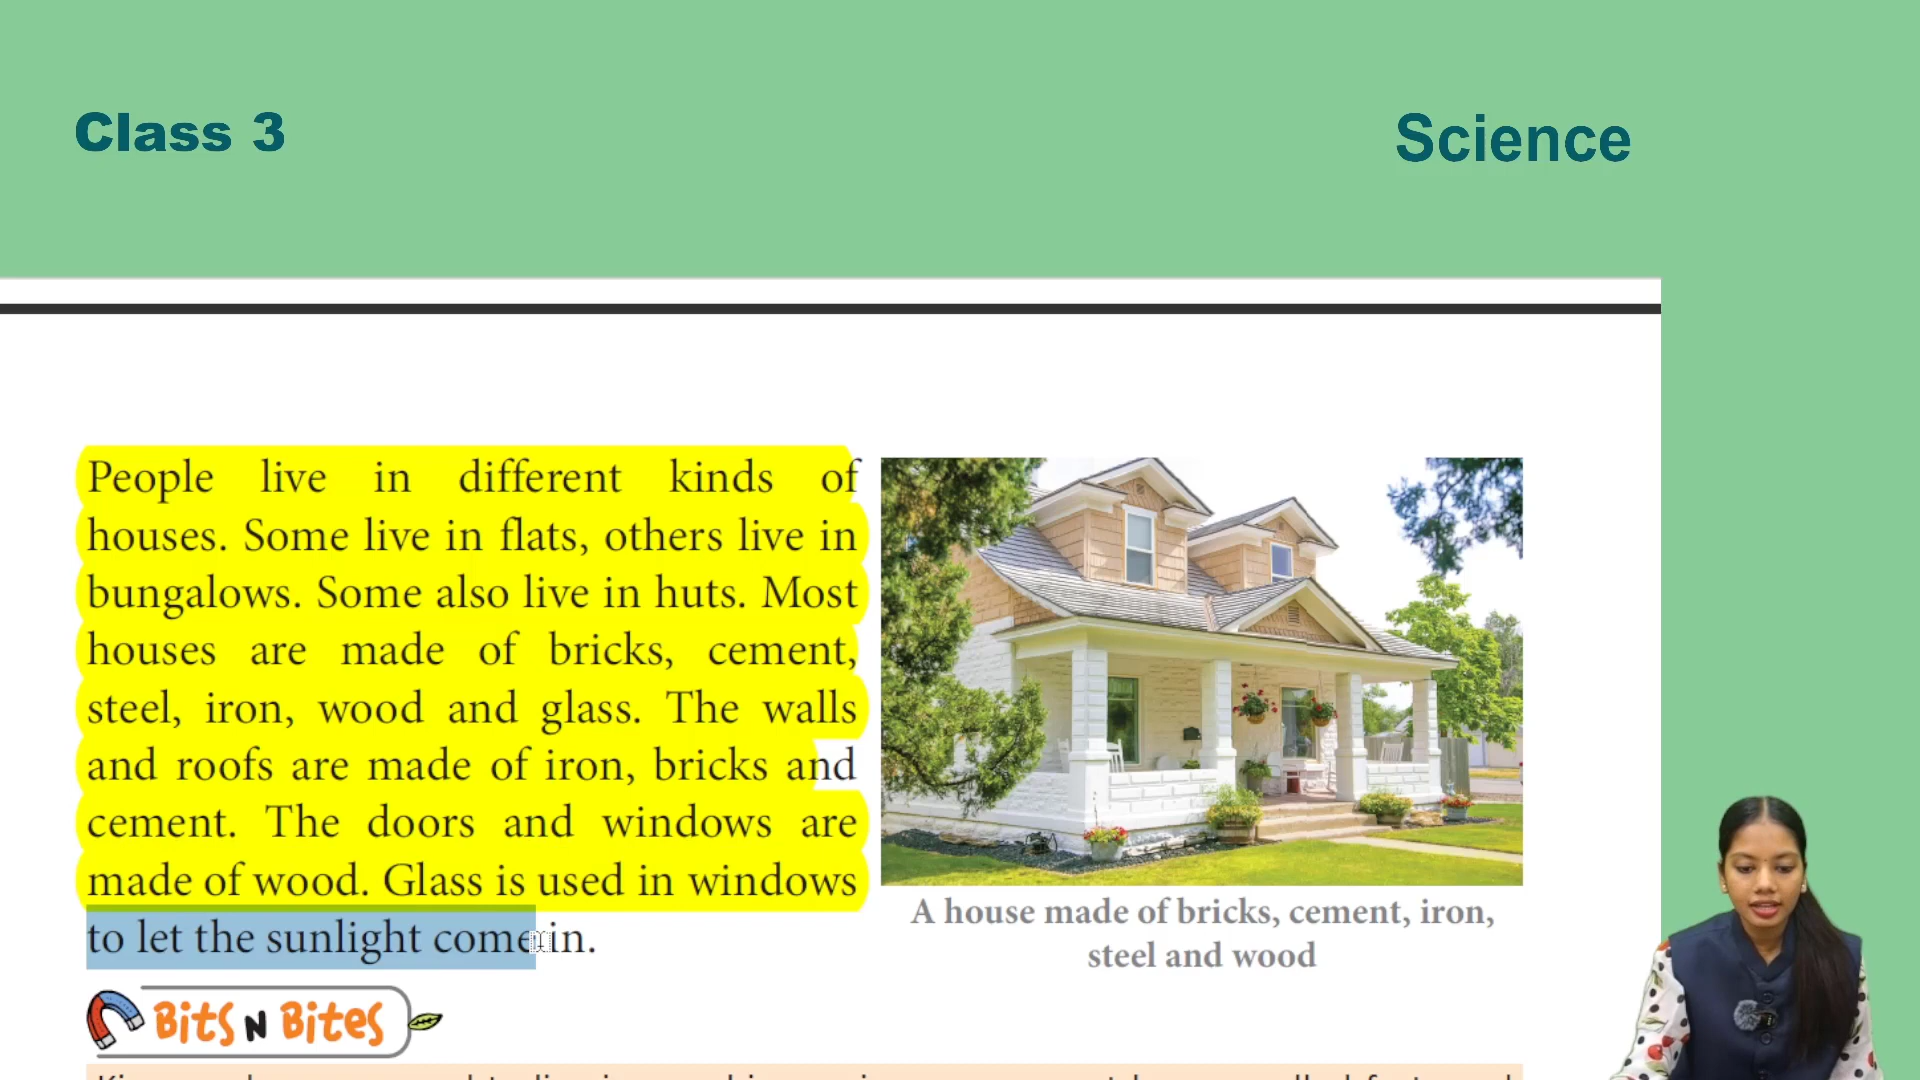 Class 3
Science
People live in different kinds of
houses. Some live in flats, others live in
bungalows. Some also live in huts. Most
houses are made of bricks, cement,
steel, iron, wood and glass. The walls
and roofs are made of iron, bricks and
cement. The doors and windows are
made of wood. Glass is used in windows
to let the sunlight come in.
A house made of bricks, cement, iron,
steel and wood
Bits N Bites